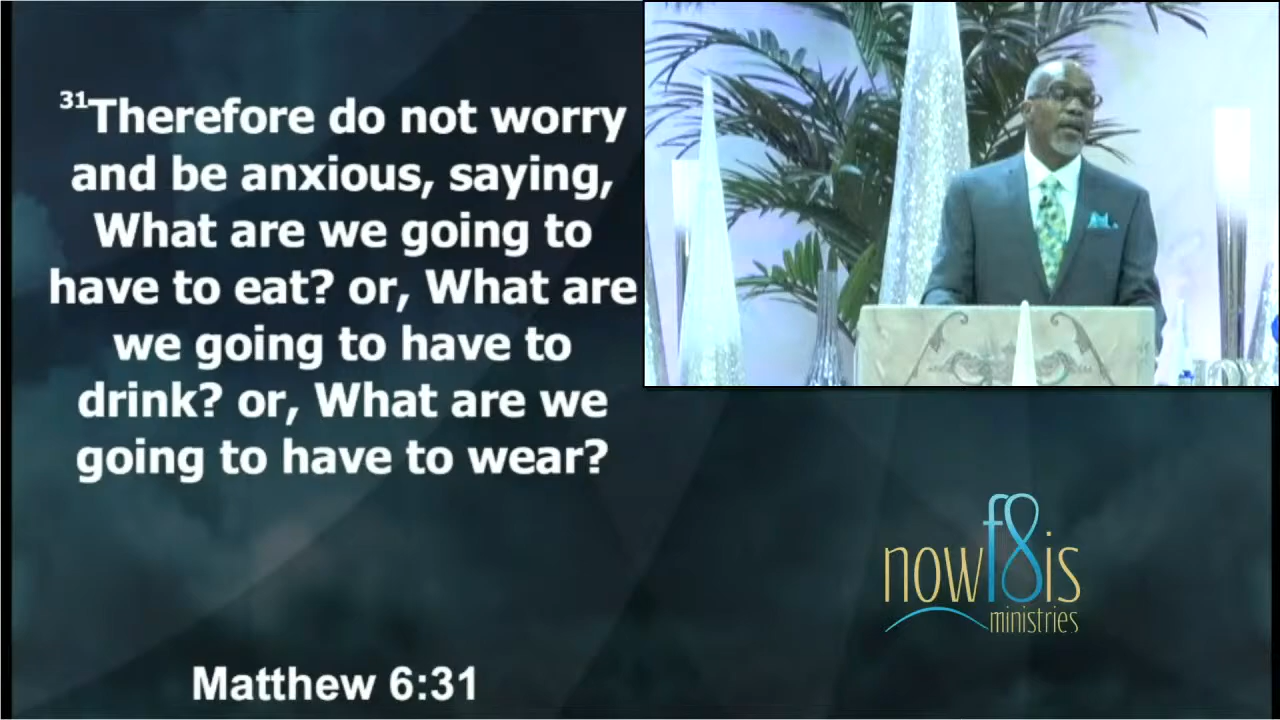 31Therefore do not worry
and be anxious, saying,
What are we going to
have to eat? or, What are
we going to have to
drink? or, What are we
going to have to wear?
Matthew 6:31
nowf8is
ministries